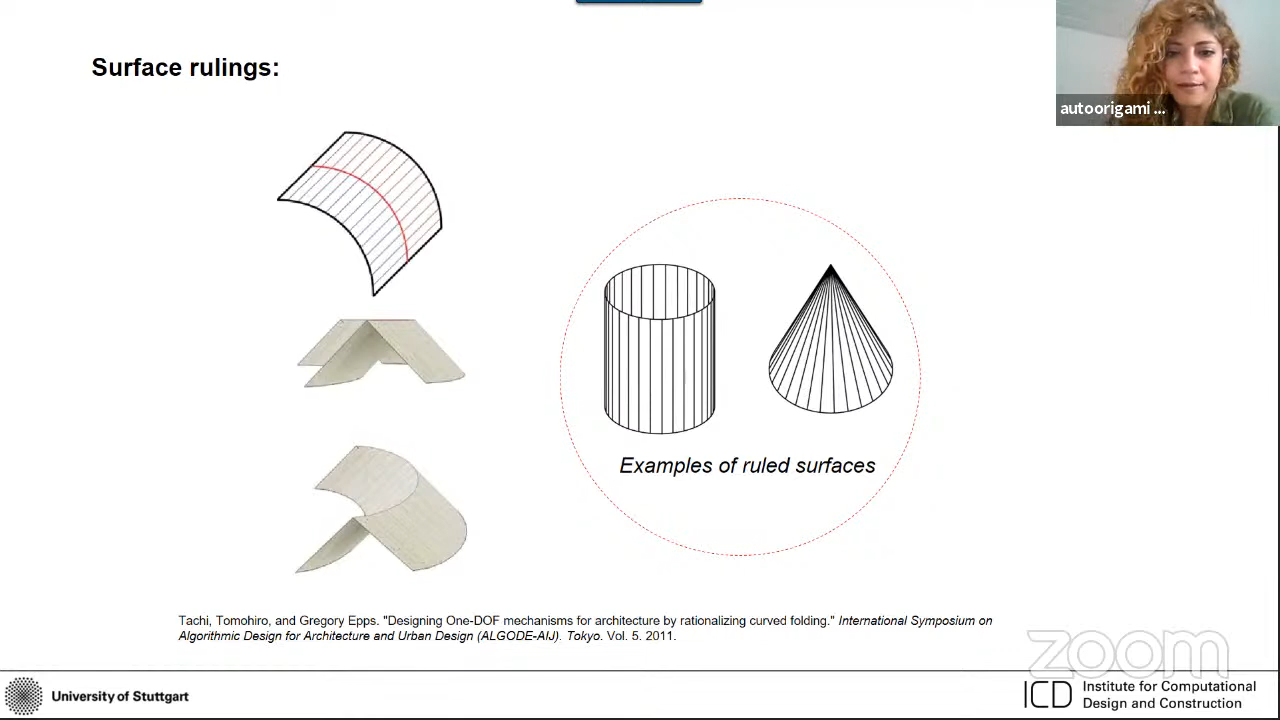 Surface rulings:
autoorigami ...
Examples of ruled surfaces
Tachi, Tomohiro, and Gregory Epps. "Designing One-DOF mechanisms for architecture by rationalizing curved folding." International Symposium on
Algorithmic Design for Architecture and Urban Design (ALGODE-AIJ). Tokyo. Vol. 5. 2011.
zoom
University of Stuttgart
ICD
Institute for Computational
Design and Construction